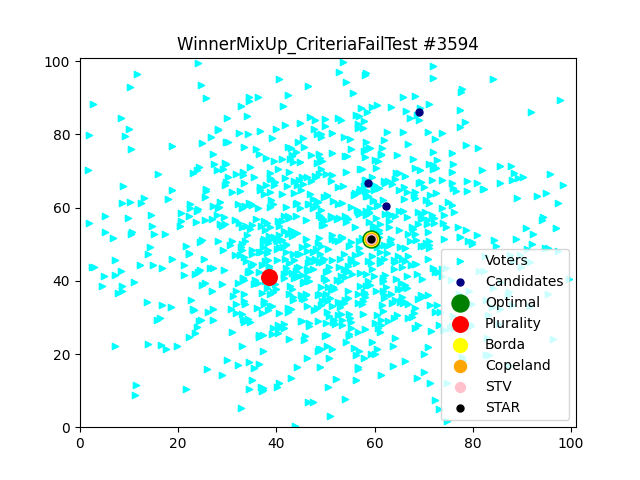 WinnerMixUp_CriteriaFailTest #3594
100
80
60
40
20
0
0 20 40 60 80 100
Voters
Candidates
Optimal
Plurality
Borda
Copeland
STV
STAR